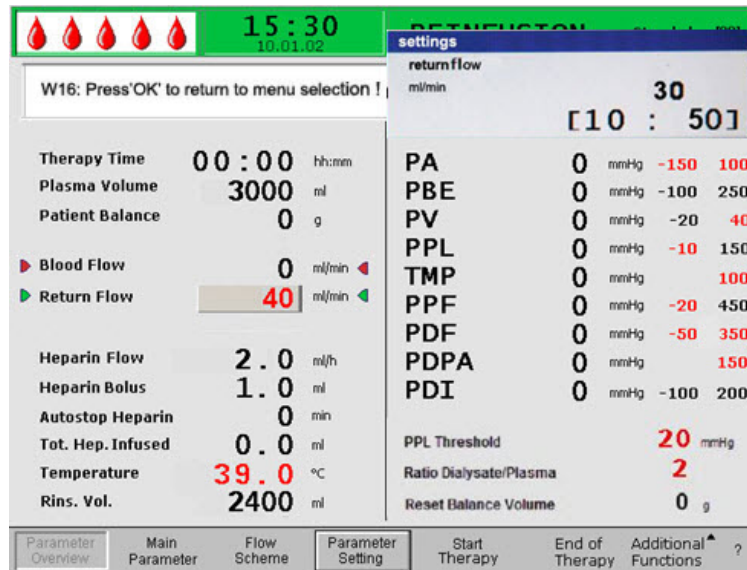 15:30
10.01.02
settings
return flow
ml/min 30
[10 : 50]
W16: Press'OK' to return to menu selection !
Therapy Time 00:00 hh:mm
Plasma Volume 3000 ml
Patient Balance 0 g
Blood Flow 0 ml/min
Return Flow 40 ml/min
Heparin Flow 2.0 ml/h
Heparin Bolus 1.0 ml
Autostop Heparin 0 min
Tot. Hep. Infused 0.0 ml
Temperature 39.0 °C
Rins. Vol. 2400 ml
PA 0 mmHg -150 100
PBE 0 mmHg -100 250
PV 0 mmHg -20 40
PPL 0 mmHg -10 150
TMP 0 mmHg 100
PPF 0 mmHg -20 450
PDF 0 mmHg -50 350
PDPA 0 mmHg 150
PDI 0 mmHg -100 200
PPL Threshold 20 mmHg
Ratio Dialysate/Plasma 2
Reset Balance Volume 0 g
Parameter Overview
Main Parameter
Flow Scheme
Parameter Setting
Start Therapy
End of Therapy
Additional Functions
?